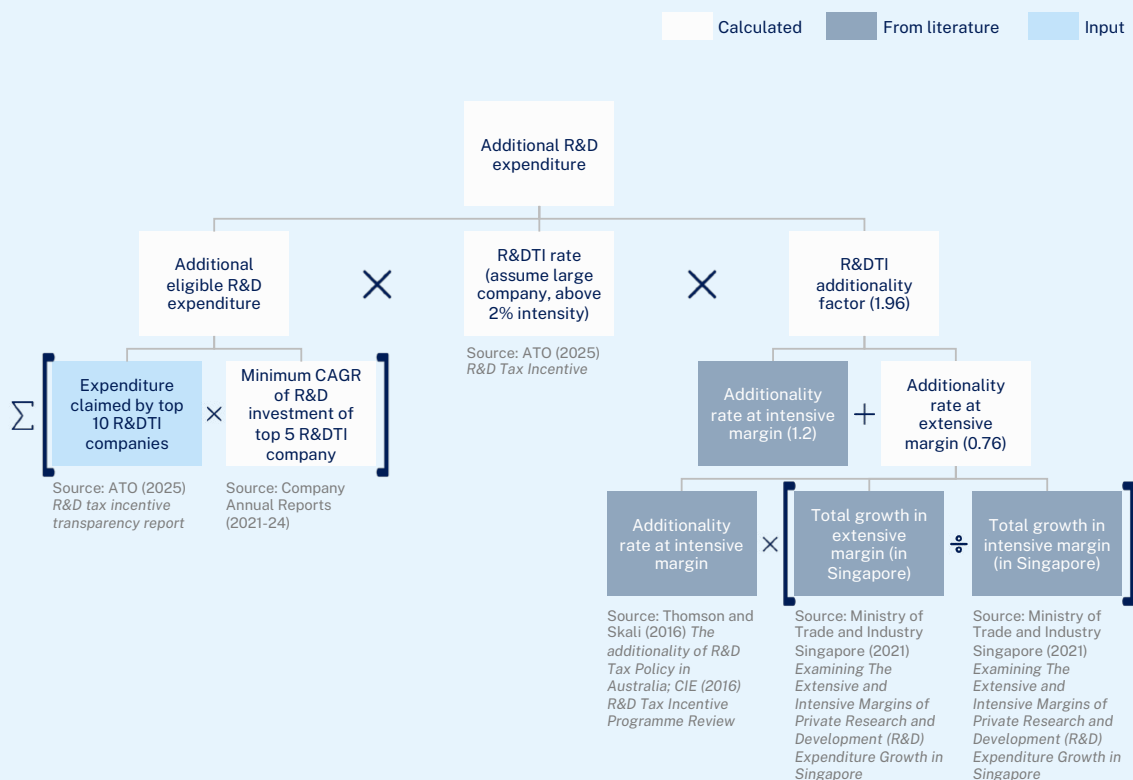 Calculated
From literature
Input
Additional R&D
expenditure
Additional
eligible R&D
expenditure
×
R&DTI rate
(assume large
company, above
2% intensity)
×
R&DTI
additionality
factor (1.96)
Source: ATO (2025)
R&D Tax Incentive
∑
[
Expenditure
claimed by top
10 R&DTI
companies
×
Minimum CAGR
of R&D
investment of
top 5 R&DTI
company
]
Source: ATO (2025)
R&D tax incentive
transparency report
Source: Company
Annual Reports
(2021-24)
Additionality
rate at intensive
margin (1.2)
+
Additionality
rate at
extensive
margin (0.76)
Additionality
rate at intensive
margin
×
[
Total growth in
extensive
margin (in
Singapore)
÷
Total growth in
intensive margin
(in Singapore)
]
Source: Thomson and
Skali (2016) The
additionality of R&D
Tax Policy in
Australia; CIE (2016)
R&D Tax Incentive
Programme Review
Source: Ministry of
Trade and Industry
Singapore (2021)
Examining The
Extensive and
Intensive Margins of
Private Research and
Development (R&D)
Expenditure Growth in
Singapore
Source: Ministry of
Trade and Industry
Singapore (2021)
Examining The
Extensive and
Intensive Margins of
Private Research and
Development (R&D)
Expenditure Growth in
Singapore